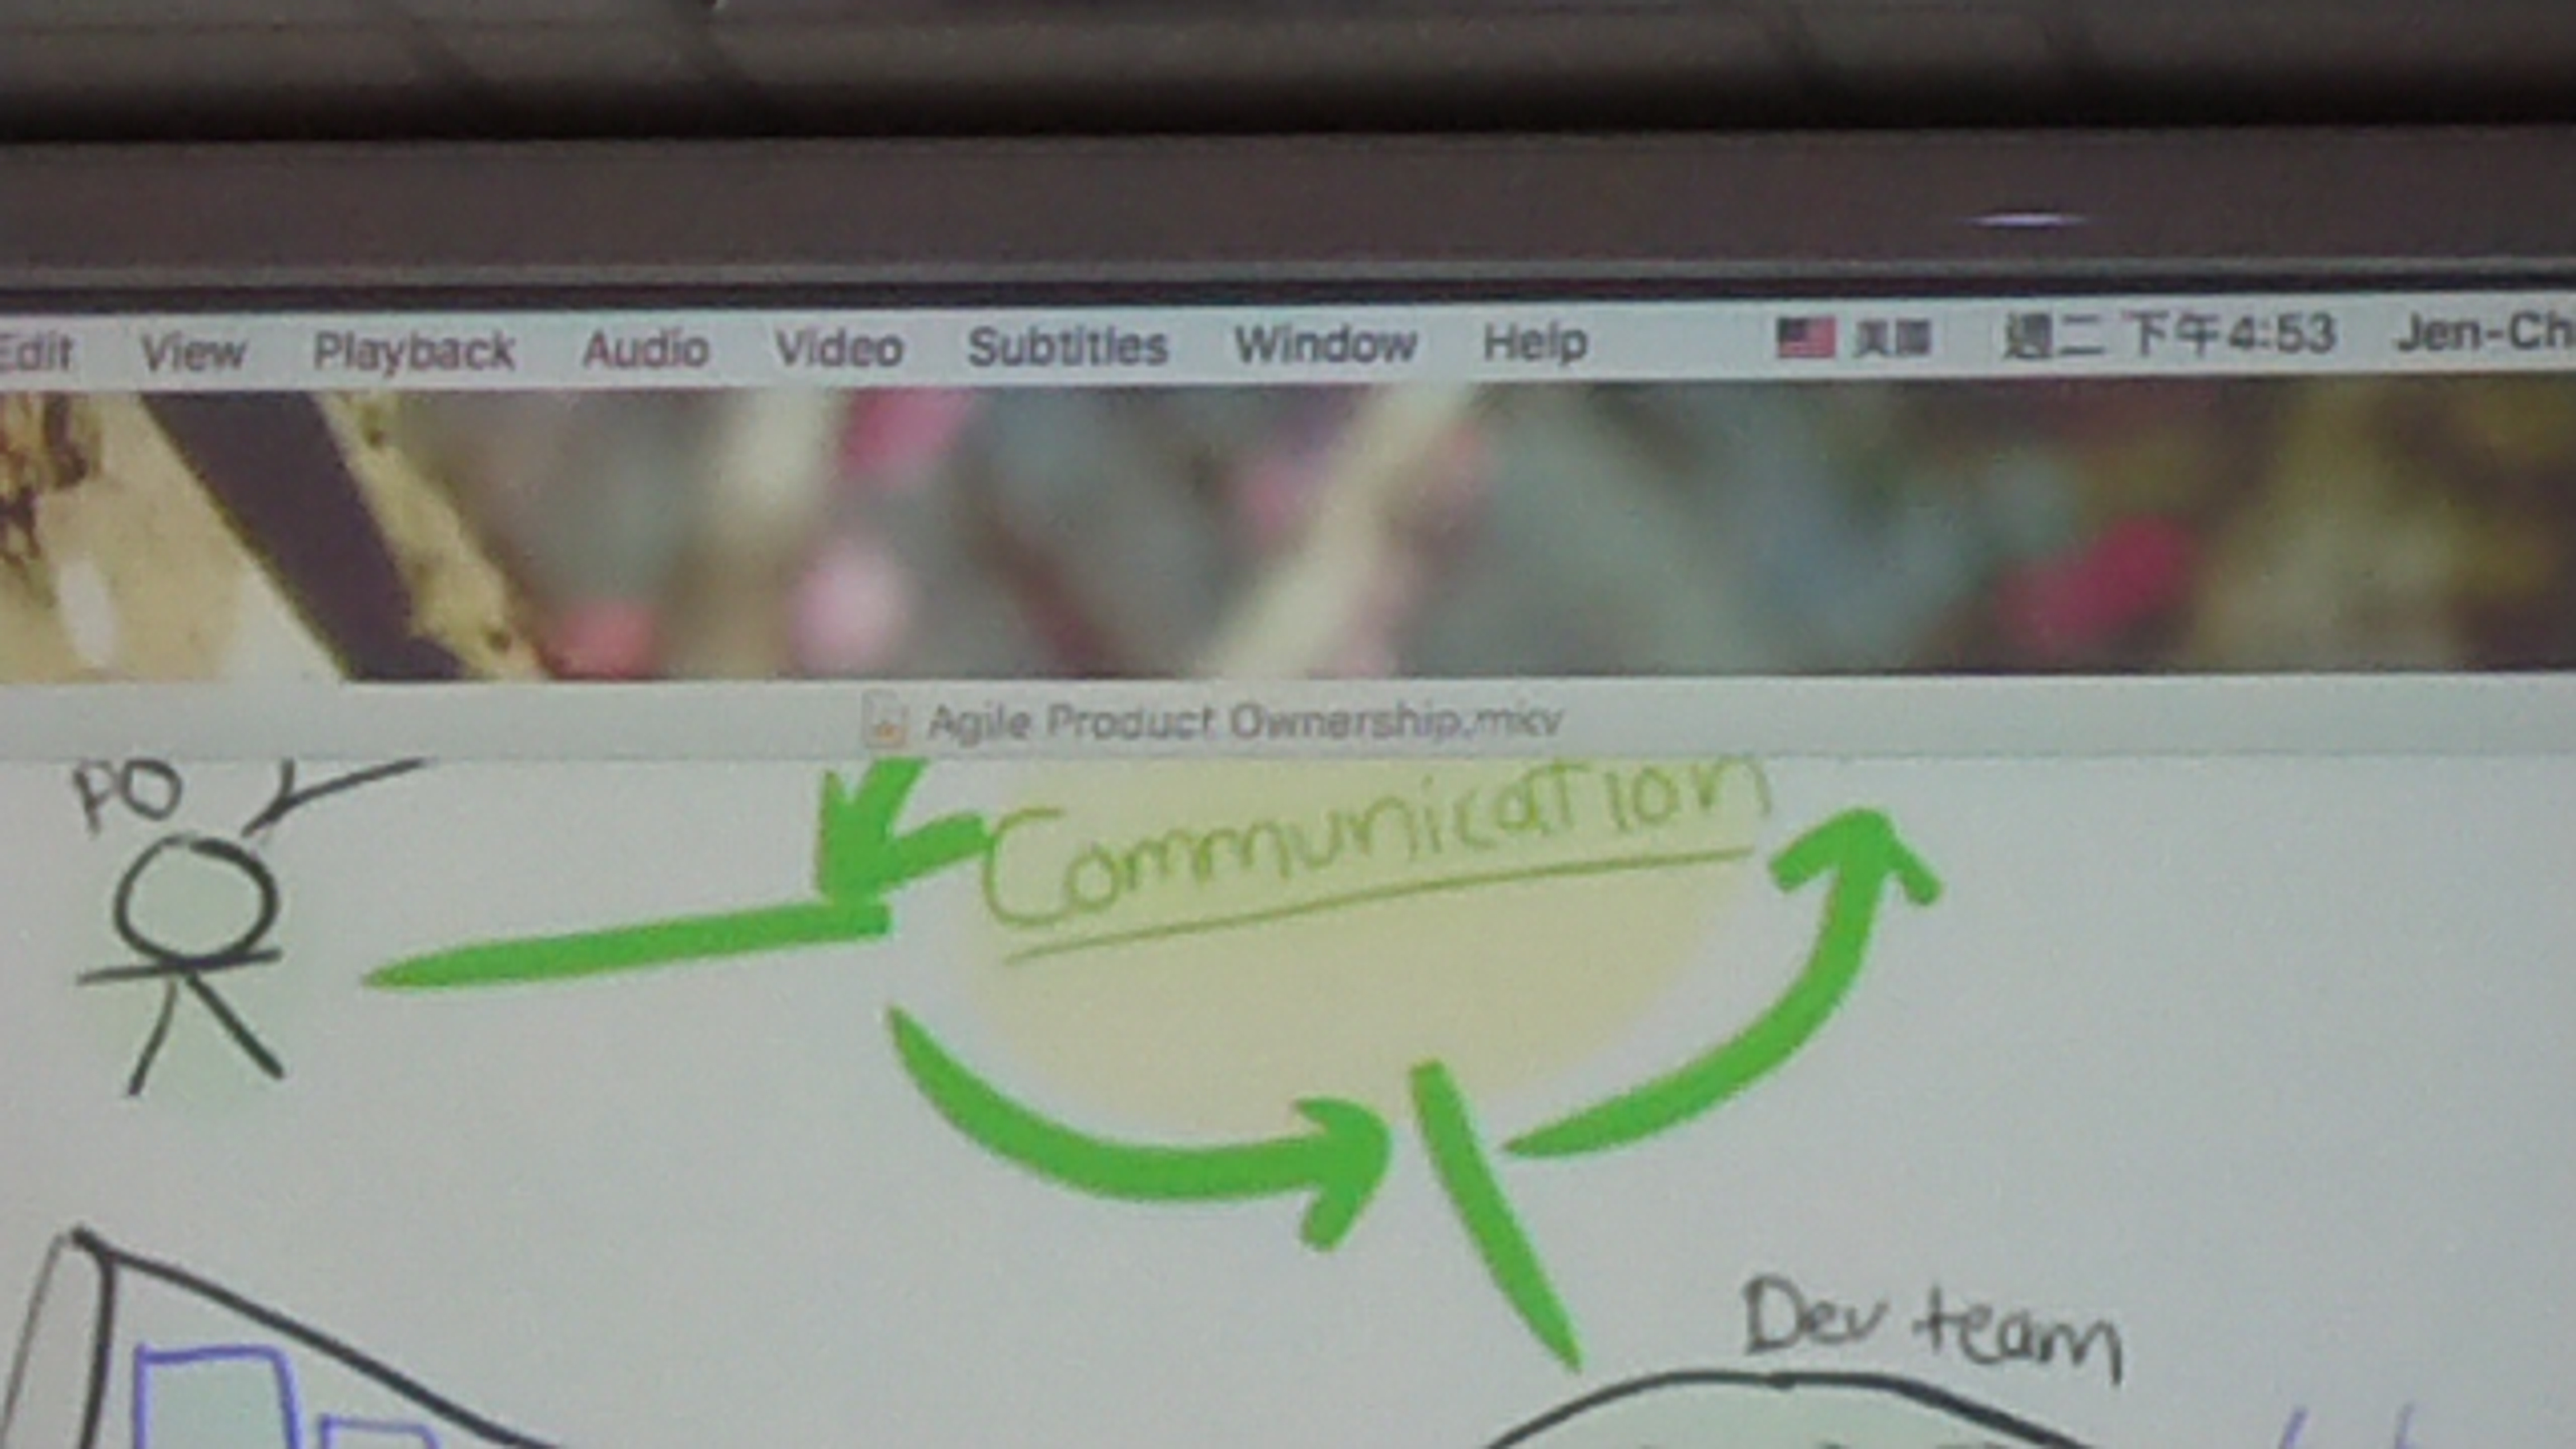 Edit View Playback Audio Video Subtitles Window Help 美國 週二 下午4:53 Jen-Ch
Agile Product Ownership.mkv
PO
Communication
Dev team